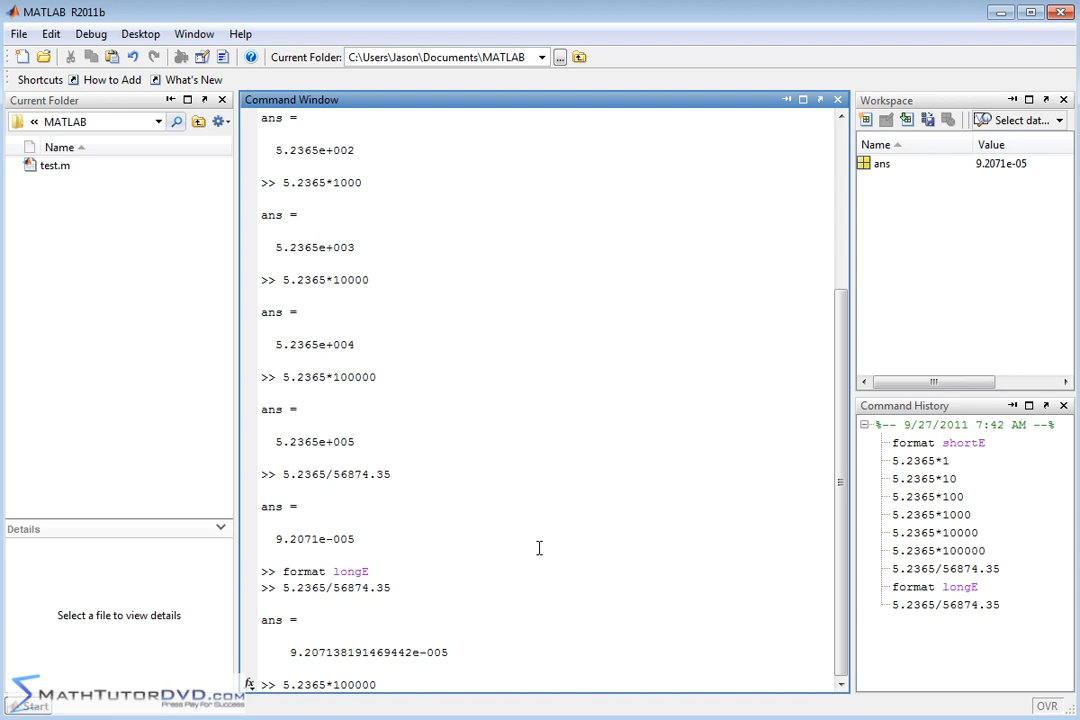 MATLAB R2011b
File Edit Debug Desktop Window Help
Current Folder: C:\Users\Jason\Documents\MATLAB ...
Shortcuts How to Add What's New
Current Folder
« MATLAB
Name
test.m
Details
Select a file to view details
Command Window
ans =
5.2365e+002
>> 5.2365*1000
ans =
5.2365e+003
>> 5.2365*10000
ans =
5.2365e+004
>> 5.2365*100000
ans =
5.2365e+005
>> 5.2365/56874.35
ans =
9.2071e-005
>> format longE
>> 5.2365/56874.35
ans =
9.207138191469442e-005
fx >> 5.2365*100000
Workspace
Select dat...
Name Value
ans 9.2071e-05
Command History
%-- 9/27/2011 7:42 AM --%
format shortE
5.2365*1
5.2365*10
5.2365*100
5.2365*1000
5.2365*10000
5.2365*100000
5.2365/56874.35
format longE
5.2365/56874.35
MATHTUTORDVD.COM
Press Play For Success
Start
OVR